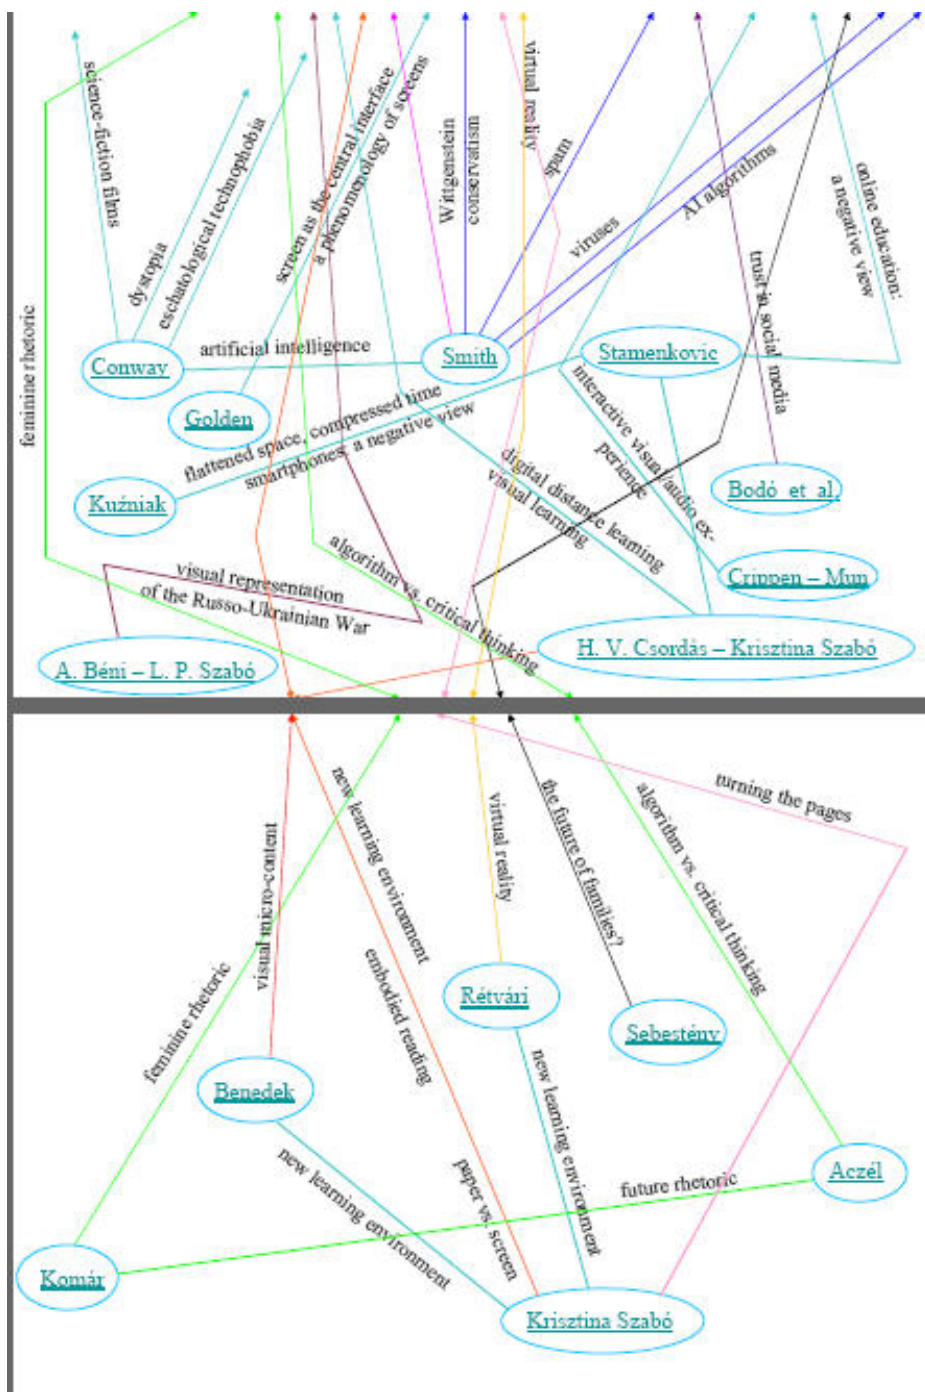 science-fiction films
dystopia
eschatological technophobia
screen as the central interface
a phenomenology of screens
Wittgenstein
conservatism
virtual reality
spam
viruses
AI algorithms
online education:
a negative view
trust in social media
feminine rhetoric
Conway
artificial intelligence
Smith
Stamenkovic
Golden
flattened space, compressed time
smartphones: a negative view
interactive visual/audio ex-
perience
Kuźniak
digital distance learning
visual learning
Bodó et al.
algorithm vs. critical thinking
visual representation
of the Russo-Ukrainian War
Crippen – Mun
A. Béni – L. P. Szabó
H. V. Csordás – Krisztina Szabó
turning the pages
new learning environment
virtual reality
the future of families?
algorithm vs. critical thinking
visual micro-content
embodied reading
feminine rhetoric
Rétvári
Sebestény
Benedek
new learning environment
new learning environment
paper vs. screen
future rhetoric
Aczél
Komár
Krisztina Szabó